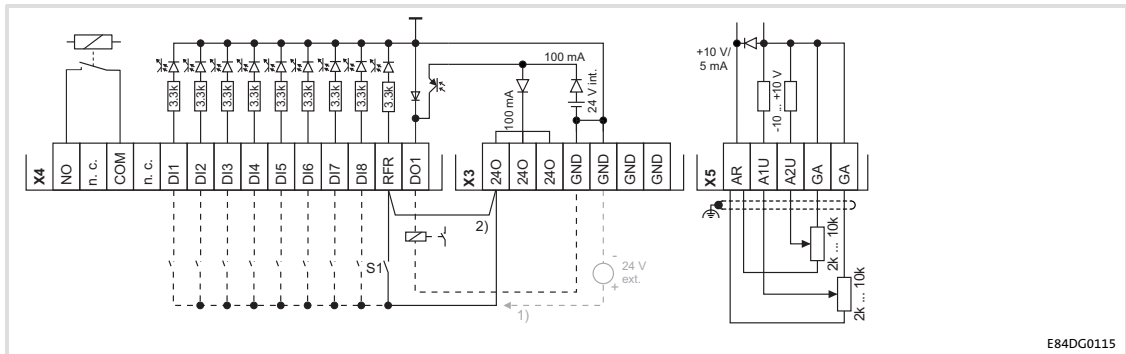 100 mA
+10 V/
5 mA
3.3k
3.3k
3.3k
3.3k
3.3k
3.3k
3.3k
3.3k
3.3k
100 mA
24 V int.
-10 ... +10 V
X4
NO
n. c.
COM
n. c.
DI1
DI2
DI3
DI4
DI5
DI6
DI7
DI8
RFR
DO1
X3
24O
24O
24O
GND
GND
GND
GND
X5
AR
A1U
A2U
GA
GA
2)
S1
1)
-
24 V
ext.
+
2k ... 10k
2k ... 10k
E84DG0115